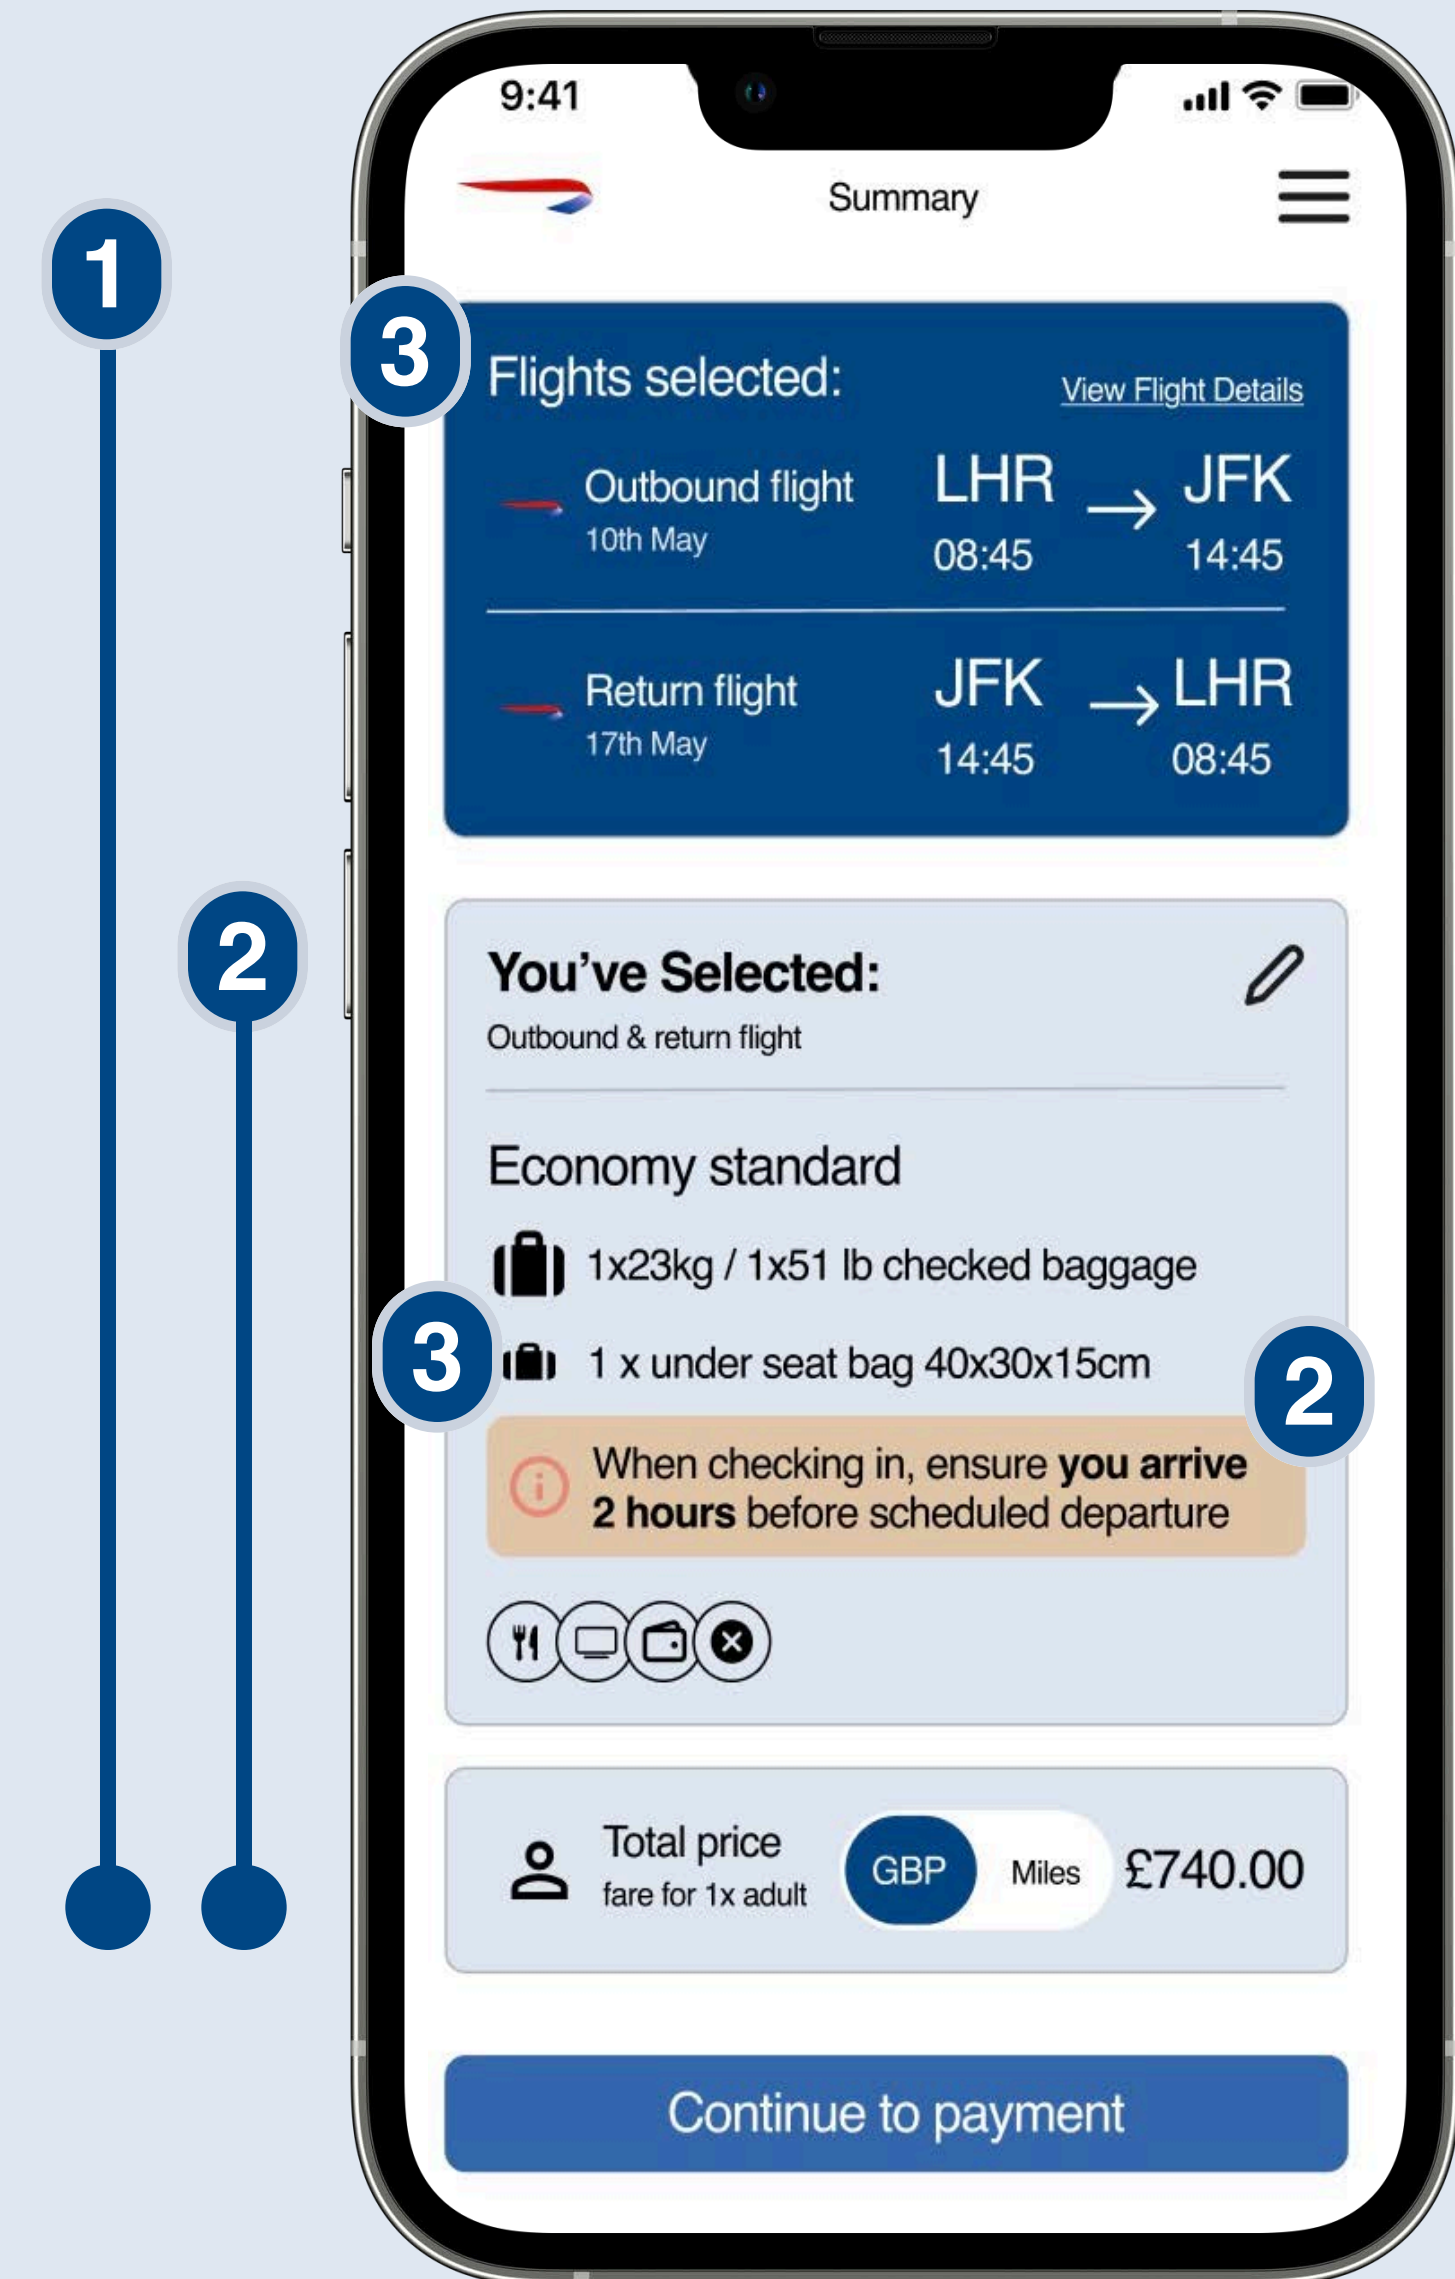 9:41
Summary
1
3
Flights selected:
View Flight Details
Outbound flight
10th May
LHR → JFK
08:45
14:45
Return flight
17th May
JFK → LHR
14:45
08:45
2
You've Selected:
Outbound & return flight
Economy standard
1x23kg / 1x51 lb checked baggage
3
1 x under seat bag 40x30x15cm
2
When checking in, ensure you arrive
2 hours before scheduled departure
Total price
fare for 1x adult
GBP
Miles
£740.00
Continue to payment